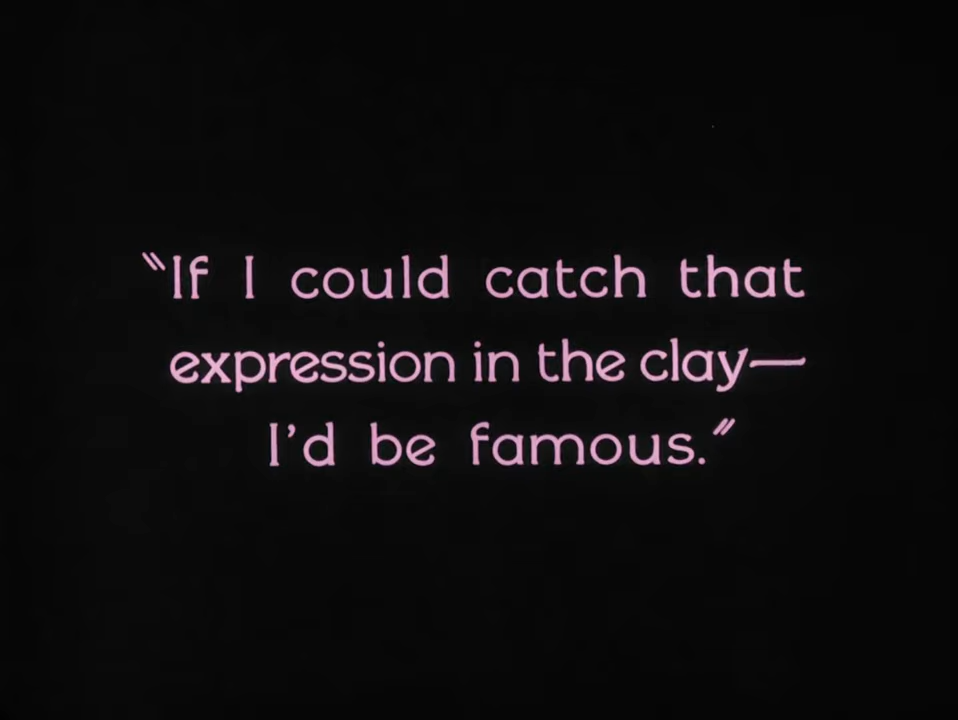 "If I could catch that
expression in the clay—
I'd be famous."